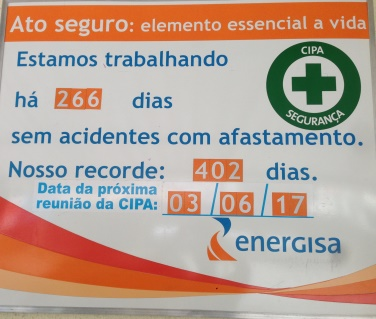 Ato seguro: elemento essencial a vida
CIPA
SEGURANÇA
Estamos trabalhando
há 266 dias
sem acidentes com afastamento.
Nosso recorde: 402 dias.
Data da próxima
reunião da CIPA: 03/06/17
energisa